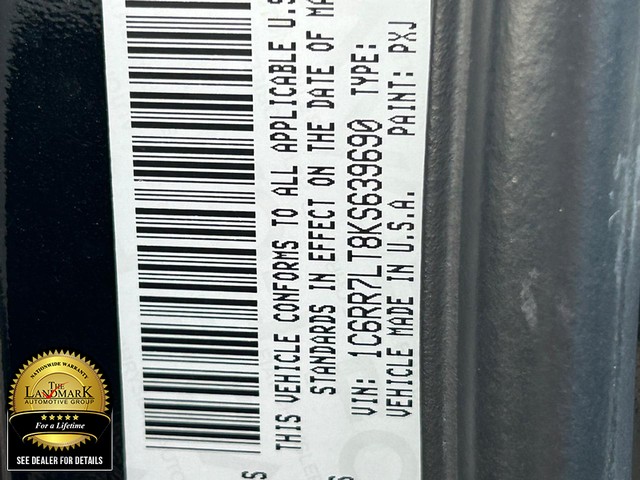 THIS VEHICLE CONFORMS TO ALL APPLICABLE U.S
STANDARDS IN EFFECT ON THE DATE OF MA
VIN: 1C6RR7LT8KS639690 TYPE:
VEHICLE MADE IN U.S.A. PAINT: PXJ
NATIONWIDE WARRANTY
THE
LANDMARK
AUTOMOTIVE GROUP
For a Lifetime
SEE DEALER FOR DETAILS